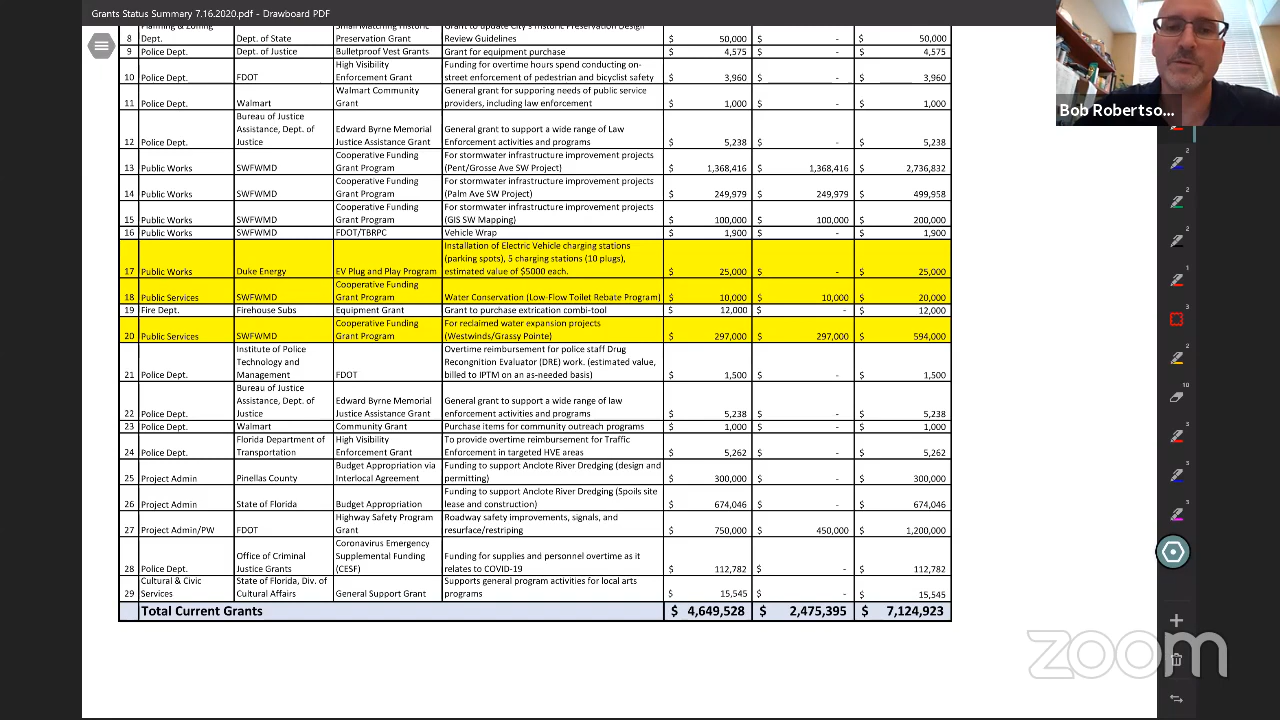 Grants Status Summary 7.16.2020.pdf - Drawboard PDF
Planning & Zoning Small Matching Historic Grant to update City's Historic Preservation Design
8 Dept. Dept. of State Preservation Grant Review Guidelines $ 50,000 $ - $ 50,000
9 Police Dept. Dept. of Justice Bulletproof Vest Grants Grant for equipment purchase $ 4,575 $ - $ 4,575
High Visibility Funding for overtime hours spend conducting on-
10 Police Dept. FDOT Enforcement Grant street enforcement of pedestrian and bicyclist safety $ 3,960 $ - $ 3,960
Walmart Community General grant for supporing needs of public service
11 Police Dept. Walmart Grant providers, including law enforcement $ 1,000 $ - $ 1,000
Bureau of Justice
Assistance, Dept. of Edward Byrne Memorial General grant to support a wide range of Law
12 Police Dept. Justice Justice Assistance Grant Enforcement activities and programs $ 5,238 $ - $ 5,238
Cooperative Funding For stormwater infrastructure improvement projects
13 Public Works SWFWMD Grant Program (Pent/Grosse Ave SW Project) $ 1,368,416 $ 1,368,416 $ 2,736,832
Cooperative Funding For stormwater infrastructure improvement projects
14 Public Works SWFWMD Grant Program (Palm Ave SW Project) $ 249,979 $ 249,979 $ 499,958
Cooperative Funding For stormwater infrastructure improvement projects
15 Public Works SWFWMD Grant Program (GIS SW Mapping) $ 100,000 $ 100,000 $ 200,000
16 Public Works SWFWMD FDOT/TBRPC Vehicle Wrap $ 1,900 $ - $ 1,900
Installation of Electric Vehicle charging stations
(parking spots), 5 charging stations (10 plugs),
17 Public Works Duke Energy EV Plug and Play Program estimated value of $5000 each. $ 25,000 $ - $ 25,000
Cooperative Funding
18 Public Services SWFWMD Grant Program Water Conservation (Low-Flow Toilet Rebate Program) $ 10,000 $ 10,000 $ 20,000
19 Fire Dept. Firehouse Subs Equipment Grant Grant to purchase extrication combi-tool $ 12,000 $ - $ 12,000
Cooperative Funding For reclaimed water expansion projects
20 Public Services SWFWMD Grant Program (Westwinds/Grassy Pointe) $ 297,000 $ 297,000 $ 594,000
Institute of Police Overtime reimbursement for police staff Drug
Technology and Recongnition Evaluator (DRE) work. (estimated value,
21 Police Dept. Management FDOT billed to IPTM on an as-needed basis) $ 1,500 $ - $ 1,500
Bureau of Justice
Assistance, Dept. of Edward Byrne Memorial General grant to support a wide range of law
22 Police Dept. Justice Justice Assistance Grant enforcement activities and programs $ 5,238 $ - $ 5,238
23 Police Dept. Walmart Community Grant Purchase items for community outreach programs $ 1,000 $ - $ 1,000
Florida Department of High Visibility To provide overtime reimbursement for Traffic
24 Police Dept. Transportation Enforcement Grant Enforcement in targeted HVE areas $ 5,262 $ - $ 5,262
Budget Appropriation via Funding to support Anclote River Dredging (design and
25 Project Admin Pinellas County Interlocal Agreement permitting) $ 300,000 $ - $ 300,000
Funding to support Anclote River Dredging (Spoils site
26 Project Admin State of Florida Budget Appropriation lease and construction) $ 674,046 $ - $ 674,046
Highway Safety Program Roadway safety improvements, signals, and
27 Project Admin/PW FDOT Grant resurface/restriping $ 750,000 $ 450,000 $ 1,200,000
Coronavirus Emergency
Office of Criminal Supplemental Funding Funding for supplies and personnel overtime as it
28 Police Dept. Justice Grants (CESF) relates to COVID-19 $ 112,782 $ - $ 112,782
Cultural & Civic State of Florida, Div. of Supports general program activities for local arts
29 Services Cultural Affairs General Support Grant programs $ 15,545 $ - $ 15,545
Total Current Grants $ 4,649,528 $ 2,475,395 $ 7,124,923
Bob Robertso...
2
2
2
1
3
2
10
3
5
3
zoom